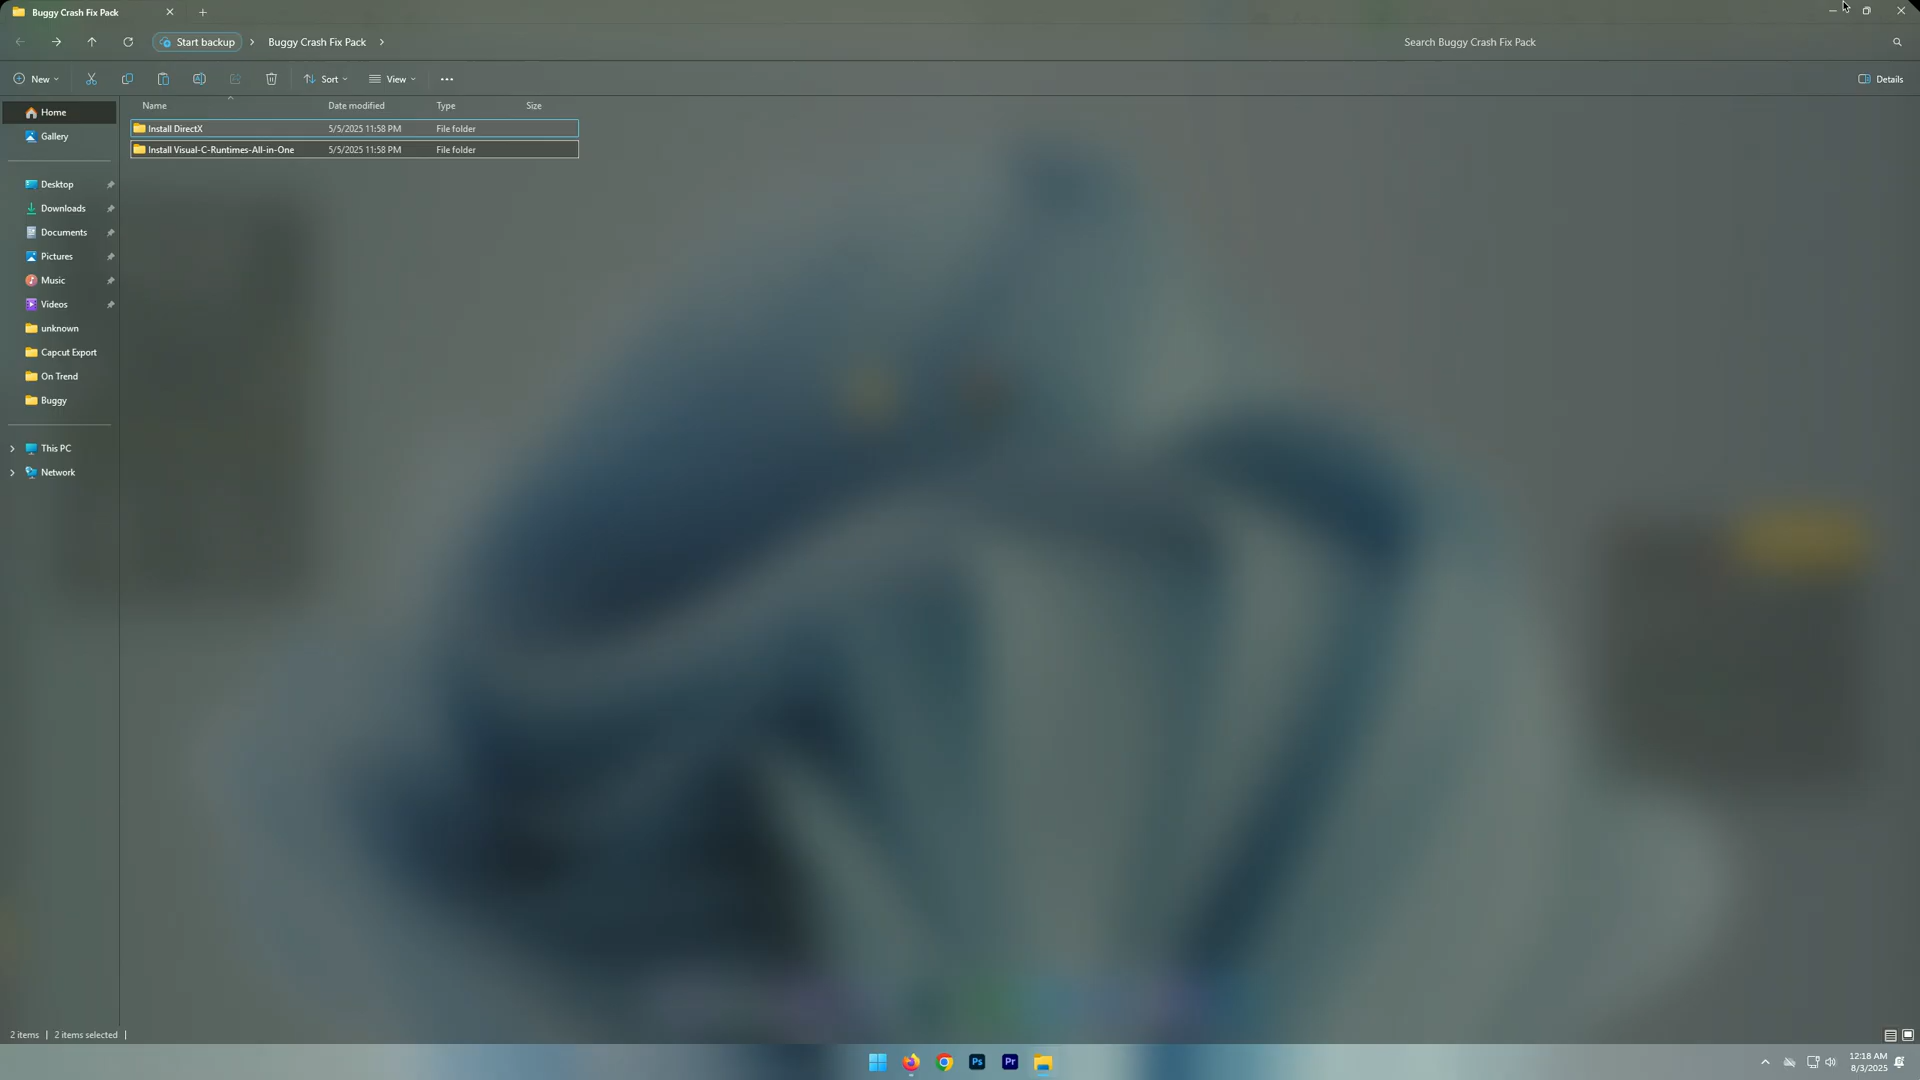 Buggy Crash Fix Pack
Start backup
Buggy Crash Fix Pack
Search Buggy Crash Fix Pack
New
Sort
View
Details
Name Date modified Type Size
Install DirectX 5/5/2025 11:58 PM File folder
Install Visual-C-Runtimes-All-in-One 5/5/2025 11:58 PM File folder
Home
Gallery
Desktop
Downloads
Documents
Pictures
Music
Videos
unknown
Capcut Export
On Trend
Buggy
This PC
Network
2 items 2 items selected
Ps
Pr
12:18 AM
8/3/2025